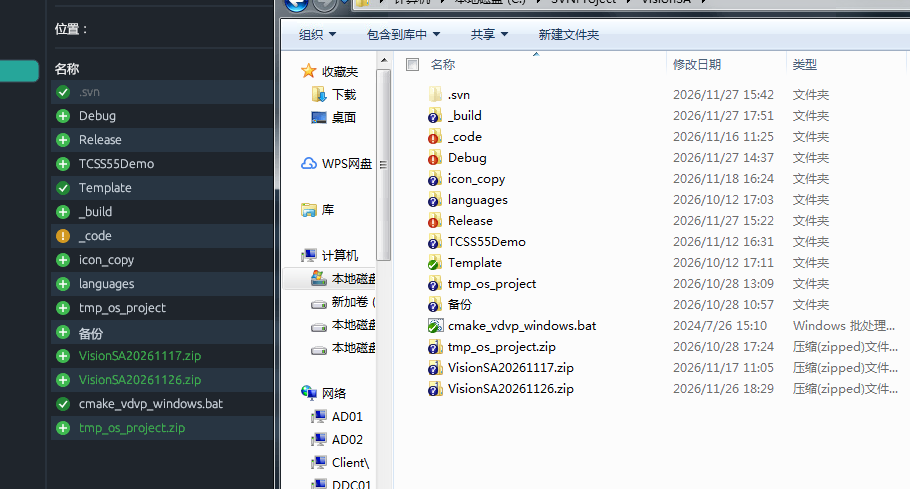 位置：
名称
.svn
Debug
Release
TCSS55Demo
Template
_build
_code
icon_copy
languages
tmp_os_project
备份
VisionSA20261117.zip
VisionSA20261126.zip
cmake_vdvp_windows.bat
tmp_os_project.zip
计算机 本地磁盘 (C:) SVNProject VisionSA
组织 包含到库中 共享 新建文件夹
收藏夹
下载
桌面
WPS网盘
库
计算机
本地磁盘
新加卷 (
本地磁盘
本地磁盘
网络
AD01
AD02
Client\
DDC01
名称 修改日期 类型
.svn 2026/11/27 15:42 文件夹
_build 2026/11/27 17:51 文件夹
_code 2026/11/16 11:25 文件夹
Debug 2026/11/27 14:37 文件夹
icon_copy 2026/11/18 16:24 文件夹
languages 2026/10/12 17:03 文件夹
Release 2026/11/27 15:22 文件夹
TCSS55Demo 2026/11/12 16:31 文件夹
Template 2026/10/12 17:11 文件夹
tmp_os_project 2026/10/28 13:09 文件夹
备份 2026/10/28 10:57 文件夹
cmake_vdvp_windows.bat 2024/7/26 15:10 Windows 批处理...
tmp_os_project.zip 2026/10/28 17:24 压缩(zipped)文件...
VisionSA20261117.zip 2026/11/17 11:05 压缩(zipped)文件...
VisionSA20261126.zip 2026/11/26 18:29 压缩(zipped)文件...